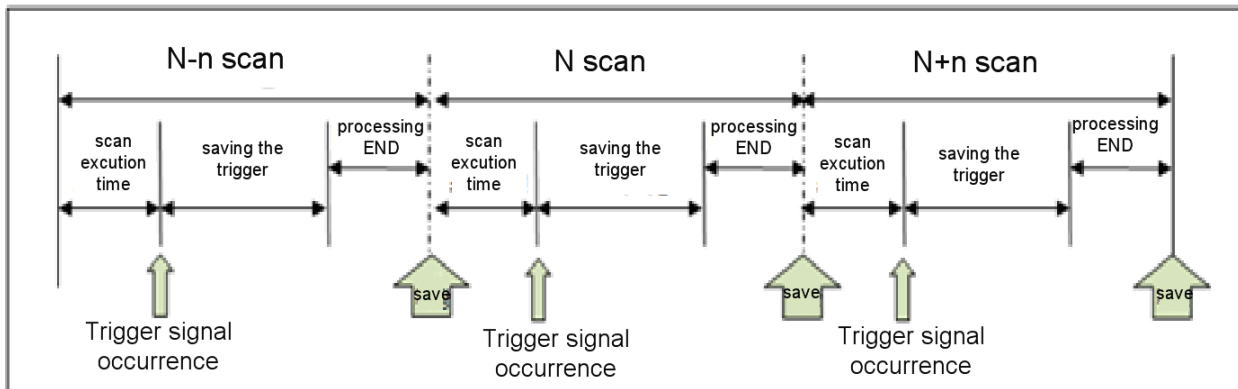 N-n scan
N scan
N+n scan
scan
excution
time
saving the
trigger
processing
END
scan
excution
time
saving the
trigger
processing
END
scan
excution
time
saving the
trigger
processing
END
save
save
save
Trigger signal
occurrence
Trigger signal
occurrence
Trigger signal
occurrence